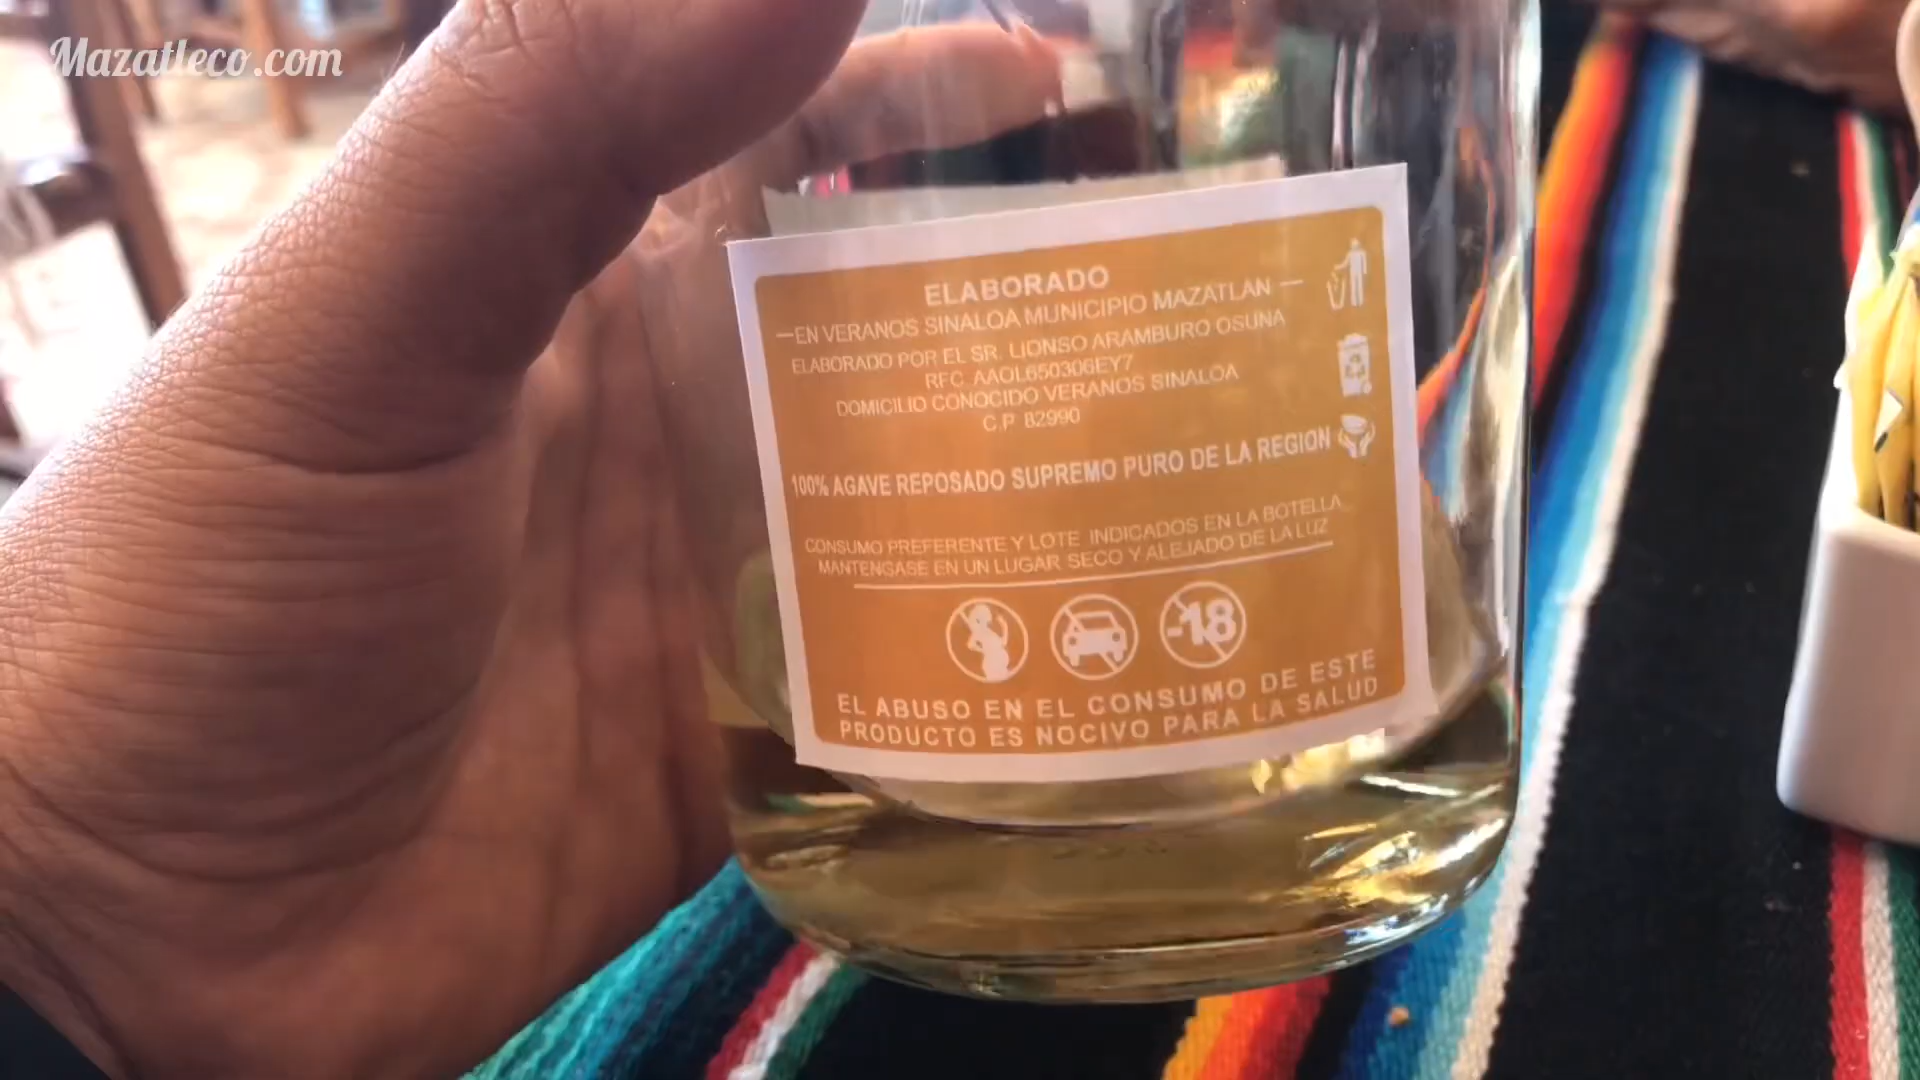 Mazatleco.com
ELABORADO
—EN VERANOS SINALOA MUNICIPIO MAZATLAN—
ELABORADO POR EL SR. LIONSO ARAMBURO OSUNA
RFC AAOL650306EY7
DOMICILIO CONOCIDO VERANOS SINALOA
C.P 82990
100% AGAVE REPOSADO SUPREMO PURO DE LA REGION
CONSUMO PREFERENTE Y LOTE INDICADOS EN LA BOTELLA
MANTENGASE EN UN LUGAR SECO Y ALEJADO DE LA LUZ
-18
EL ABUSO EN EL CONSUMO DE ESTE
PRODUCTO ES NOCIVO PARA LA SALUD